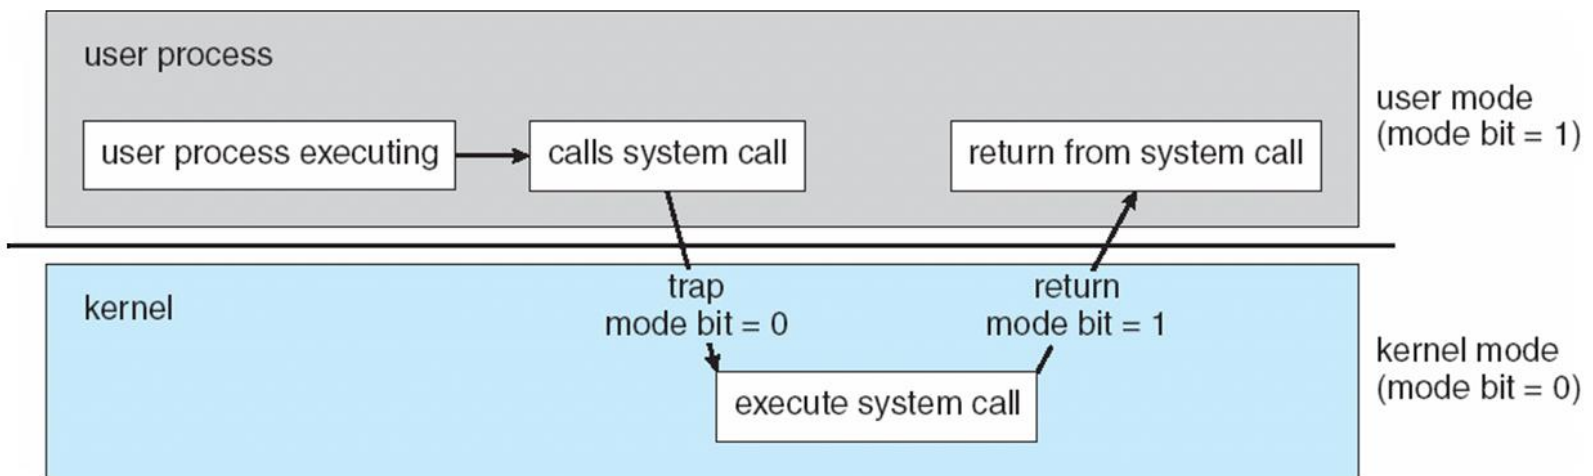 user process
user process executing
calls system call
return from system call
user mode
(mode bit = 1)
kernel
trap
mode bit = 0
return
mode bit = 1
execute system call
kernel mode
(mode bit = 0)